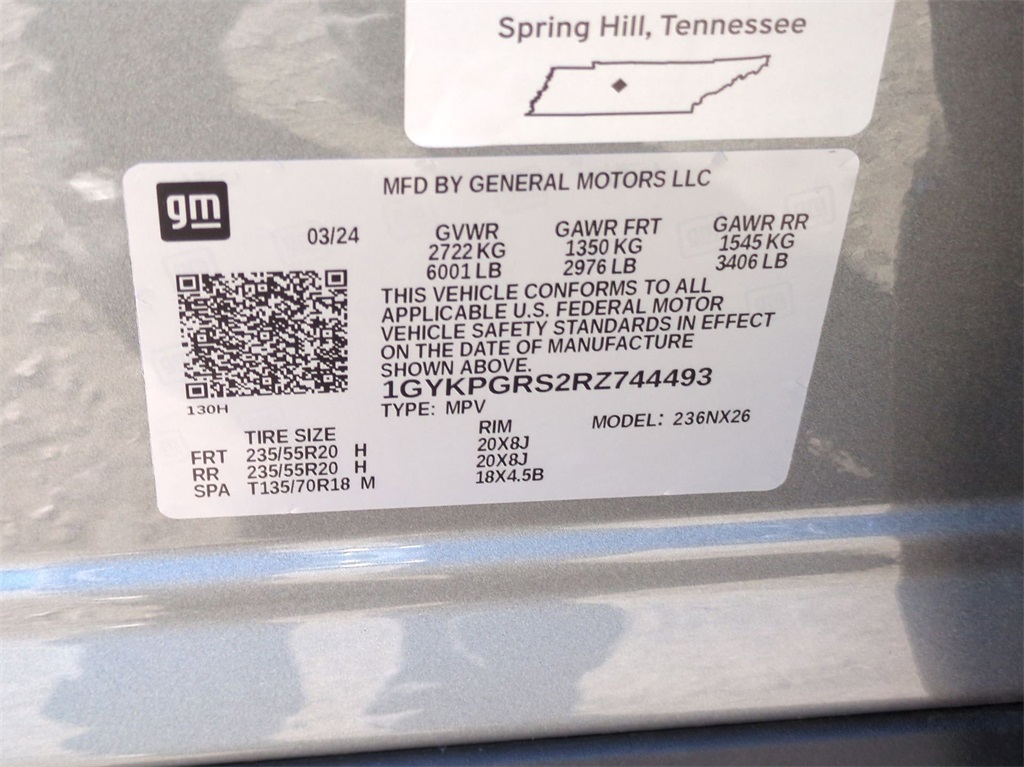 Spring Hill, Tennessee
gm
MFD BY GENERAL MOTORS LLC
03/24
GVWR GAWR FRT GAWR RR
2722 KG 1350 KG 1545 KG
6001 LB 2976 LB 3406 LB
THIS VEHICLE CONFORMS TO ALL
APPLICABLE U.S. FEDERAL MOTOR
VEHICLE SAFETY STANDARDS IN EFFECT
ON THE DATE OF MANUFACTURE
SHOWN ABOVE.
1GYKPGRS2RZ744493
130H
TYPE: MPV
MODEL: 236NX26
TIRE SIZE RIM
FRT 235/55R20 H 20X8J
RR 235/55R20 H 20X8J
SPA T135/70R18 M 18X4.5B